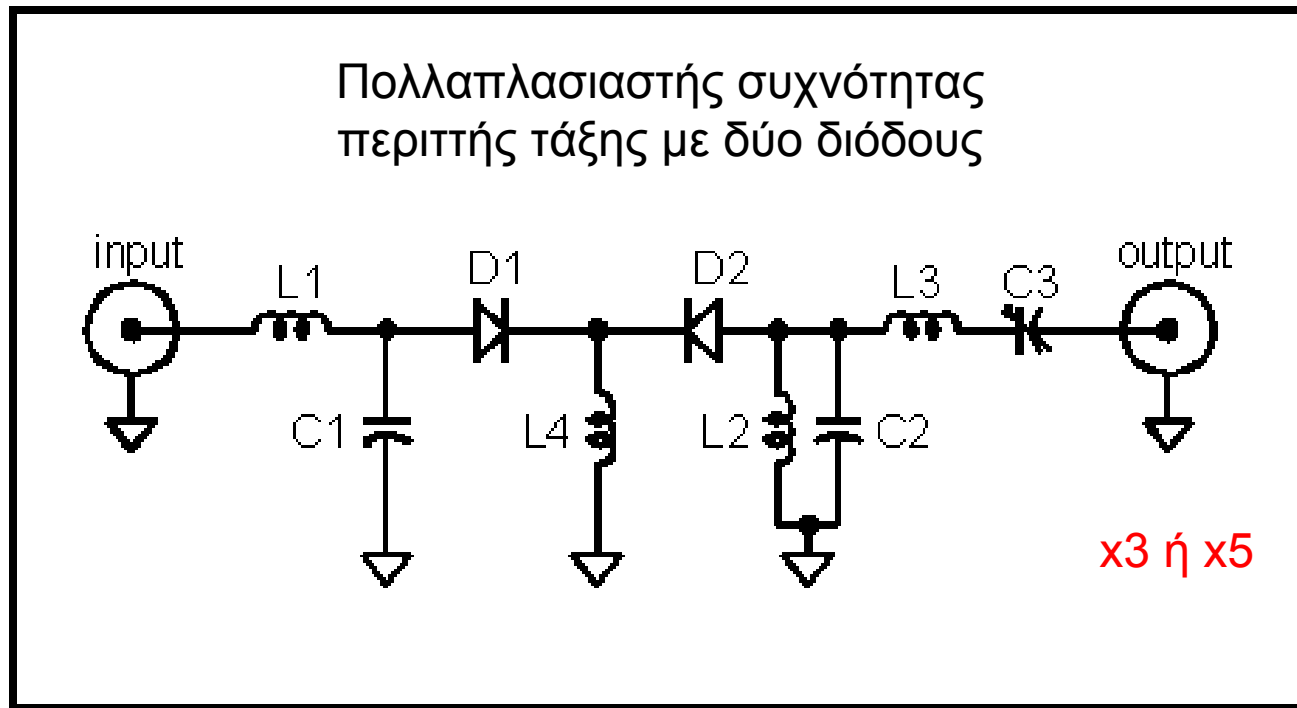 Πολλαπλασιαστής συχνότητας
περιττής τάξης με δύο διόδους
input
L1
D1
D2
L3
C3
output
C1
L4
L2
C2
x3 ή x5